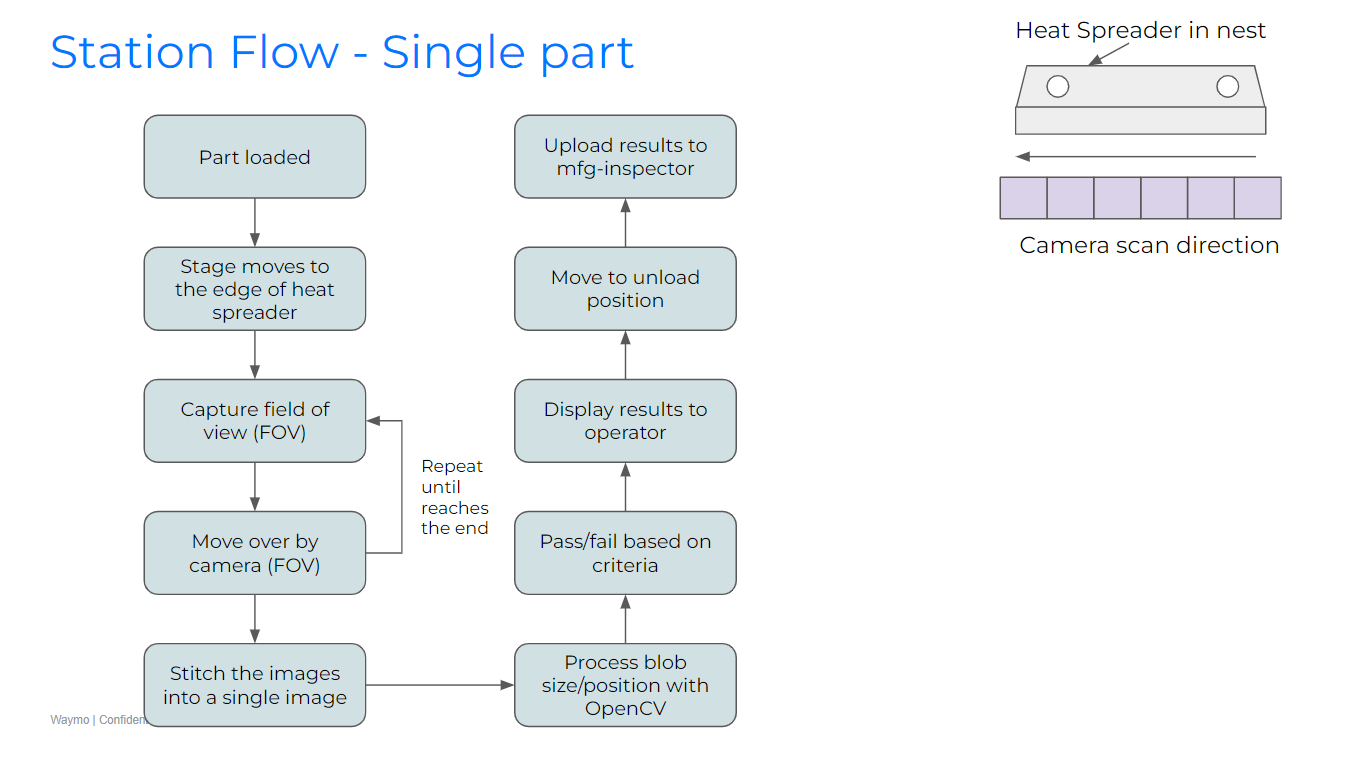 Station Flow - Single part
Heat Spreader in nest
Camera scan direction
Part loaded
Stage moves to
the edge of heat
spreader
Capture field of
view (FOV)
Move over by
camera (FOV)
Repeat
until
reaches
the end
Stitch the images
into a single image
Process blob
size/position with
OpenCV
Pass/fail based on
criteria
Display results to
operator
Move to unload
position
Upload results to
mfg-inspector
Waymo |